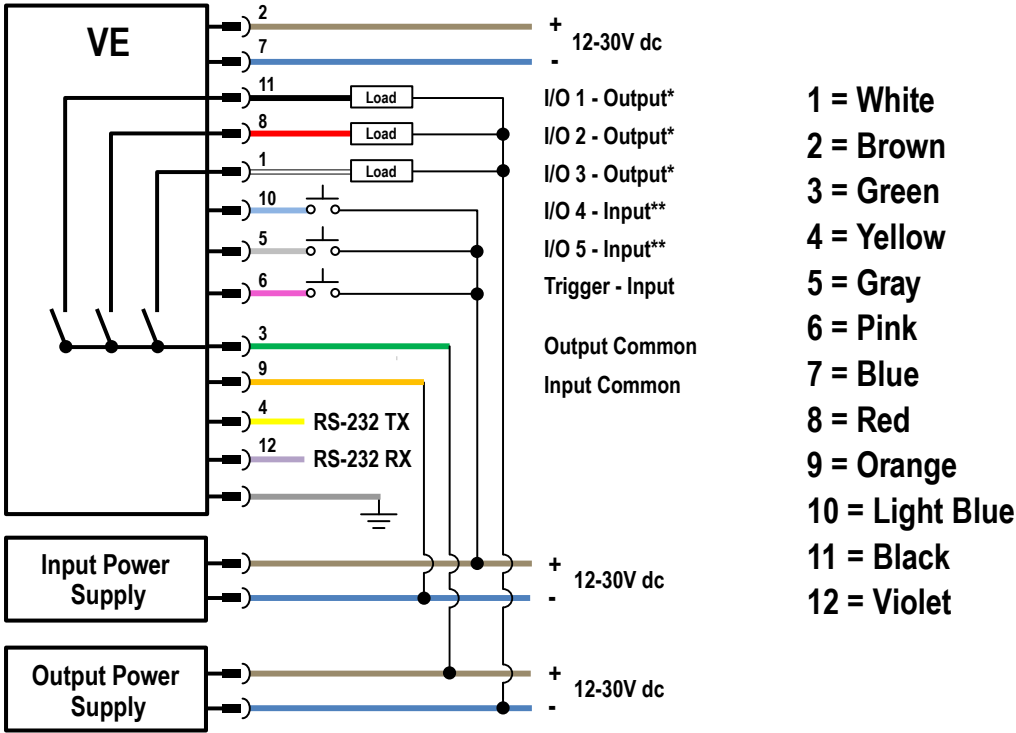 VE
2
+
12-30V dc
7
-
11
Load
I/O 1 - Output*
8
Load
I/O 2 - Output*
1
Load
I/O 3 - Output*
10
I/O 4 - Input**
5
I/O 5 - Input**
6
Trigger - Input
3
Output Common
9
Input Common
4
RS-232 TX
12
RS-232 RX
Input Power
Supply
+
12-30V dc
-
Output Power
Supply
+
12-30V dc
-
1 = White
2 = Brown
3 = Green
4 = Yellow
5 = Gray
6 = Pink
7 = Blue
8 = Red
9 = Orange
10 = Light Blue
11 = Black
12 = Violet